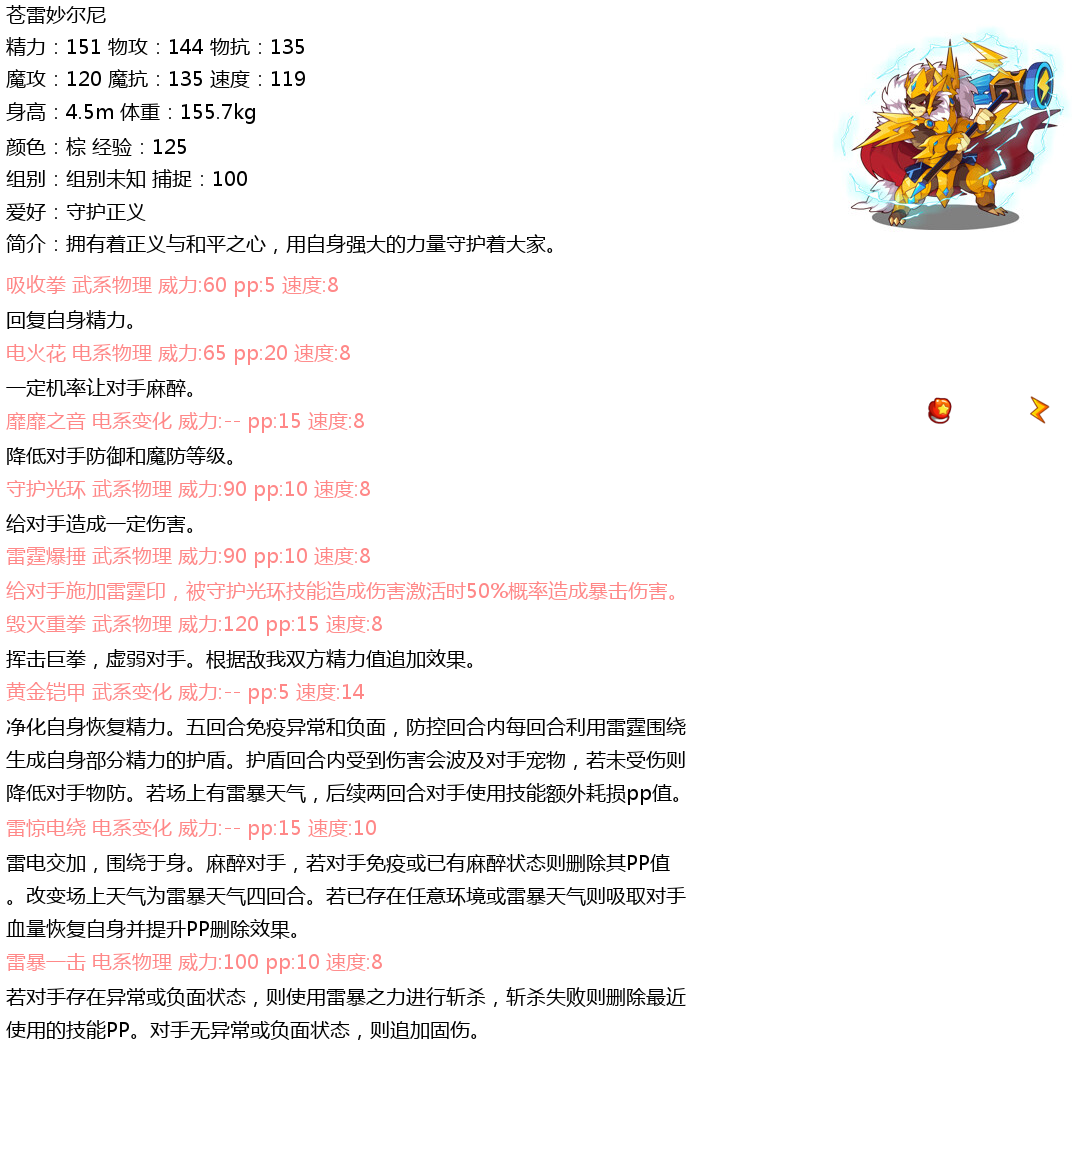 苍雷妙尔尼
精力：151 物攻：144 物抗：135
魔攻：120 魔抗：135 速度：119
身高：4.5m 体重：155.7kg
颜色：棕 经验：125
组别：组别未知 捕捉：100
爱好：守护正义
简介：拥有着正义与和平之心，用自身强大的力量守护着大家。
吸收拳 武系物理 威力:60 pp:5 速度:8
回复自身精力。
电火花 电系物理 威力:65 pp:20 速度:8
一定机率让对手麻醉。
靡靡之音 电系变化 威力:-- pp:15 速度:8
降低对手防御和魔防等级。
守护光环 武系物理 威力:90 pp:10 速度:8
给对手造成一定伤害。
雷霆爆捶 武系物理 威力:90 pp:10 速度:8
给对手施加雷霆印，被守护光环技能造成伤害激活时50%概率造成暴击伤害。
毁灭重拳 武系物理 威力:120 pp:15 速度:8
挥击巨拳，虚弱对手。根据敌我双方精力值追加效果。
黄金铠甲 武系变化 威力:-- pp:5 速度:14
净化自身恢复精力。五回合免疫异常和负面，防控回合内每回合利用雷霆围绕
生成自身部分精力的护盾。护盾回合内受到伤害会波及对手宠物，若未受伤则
降低对手物防。若场上有雷暴天气，后续两回合对手使用技能额外耗损pp值。
雷惊电绕 电系变化 威力:-- pp:15 速度:10
雷电交加，围绕于身。麻醉对手，若对手免疫或已有麻醉状态则删除其PP值
。改变场上天气为雷暴天气四回合。若已存在任意环境或雷暴天气则吸取对手
血量恢复自身并提升PP删除效果。
雷暴一击 电系物理 威力:100 pp:10 速度:8
若对手存在异常或负面状态，则使用雷暴之力进行斩杀，斩杀失败则删除最近
使用的技能PP。对手无异常或负面状态，则追加固伤。